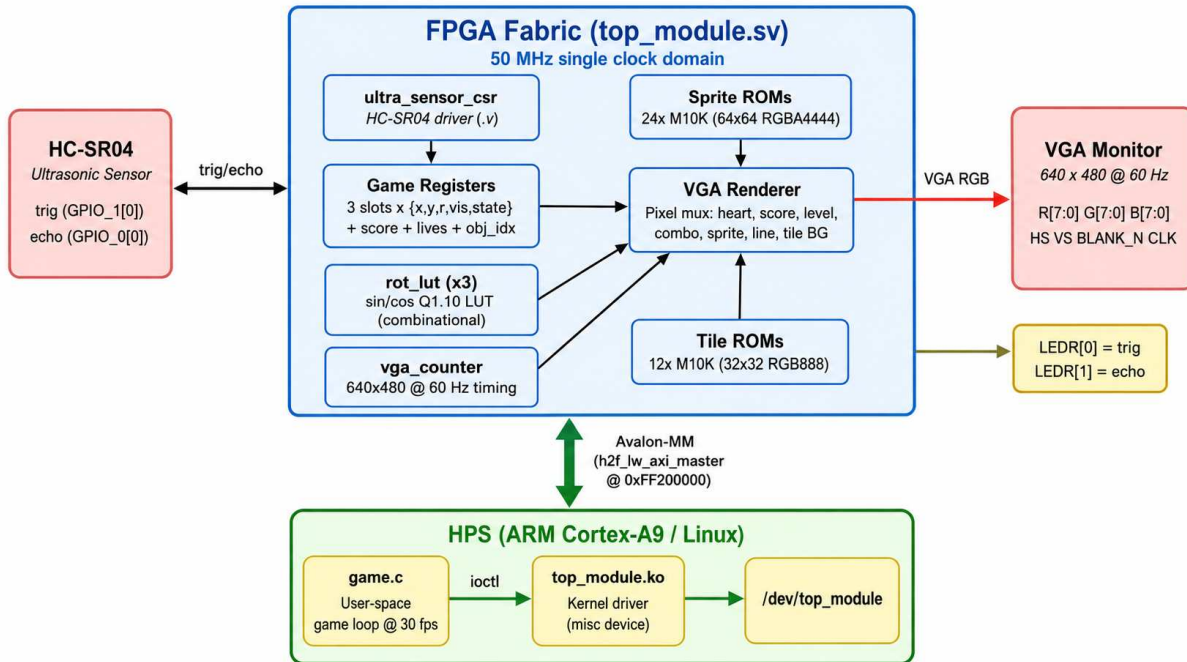 FPGA Fabric (top_module.sv)
50 MHz single clock domain
HC-SR04
Ultrasonic Sensor
trig (GPIO_1[0])
echo (GPIO_0[0])
trig/echo
ultra_sensor_csr
HC-SR04 driver (.v)
Game Registers
3 slots x {x,y,r,vis,state}
+ score + lives + obj_idx
rot_lut (x3)
sin/cos Q1.10 LUT
(combinational)
vga_counter
640x480 @ 60 Hz timing
Sprite ROMs
24x M10K (64x64 RGBA4444)
VGA Renderer
Pixel mux: heart, score, level,
combo, sprite, line, tile BG
Tile ROMs
12x M10K (32x32 RGB888)
VGA RGB
VGA Monitor
640 x 480 @ 60 Hz
R[7:0] G[7:0] B[7:0]
HS VS BLANK_N CLK
LEDR[0] = trig
LEDR[1] = echo
Avalon-MM
(h2f_lw_axi_master
@ 0xFF200000)
HPS (ARM Cortex-A9 / Linux)
game.c
User-space
game loop @ 30 fps
ioctl
top_module.ko
Kernel driver
(misc device)
/dev/top_module